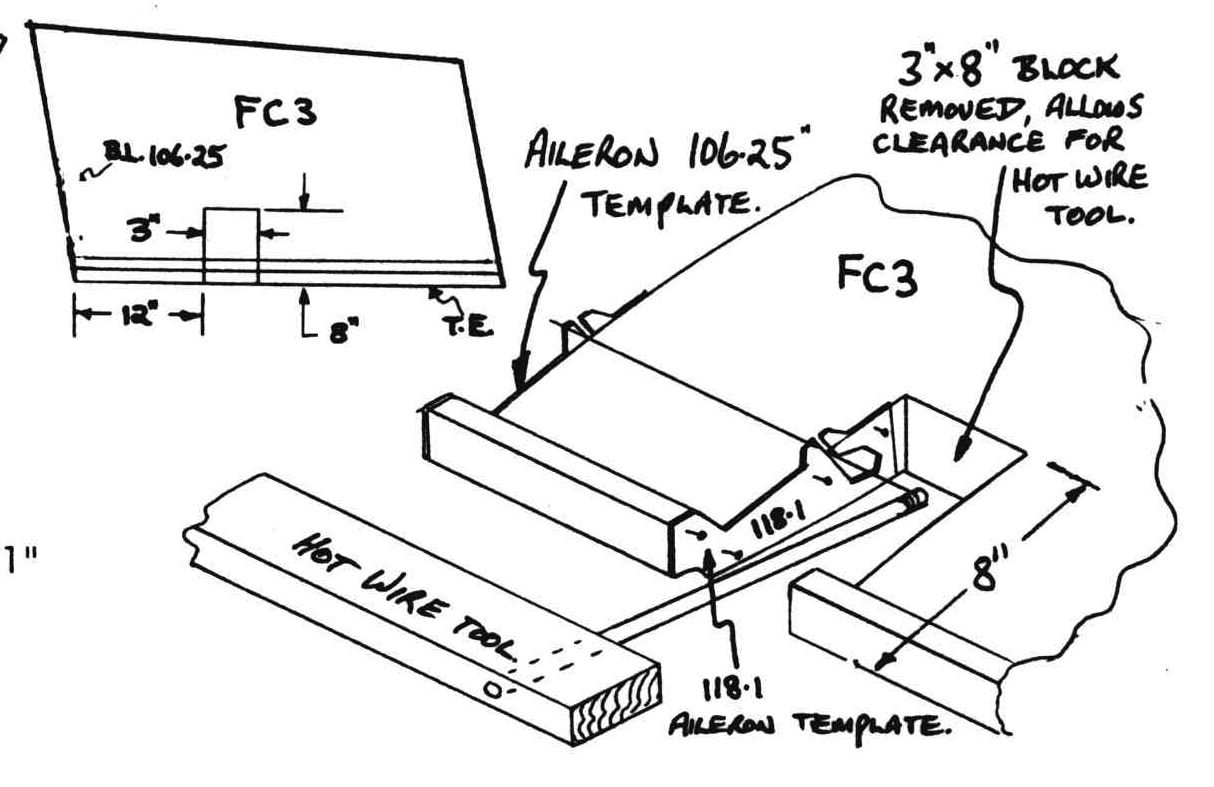 FC3
B.L. 106.25
3"
12"
8"
T.E.
AILERON 106.25"
TEMPLATE.
3"x8" BLOCK
REMOVED, ALLOWS
CLEARANCE FOR
HOT WIRE
TOOL.
FC3
118.1
8"
1"
HOT WIRE TOOL.
118.1
AILERON TEMPLATE.